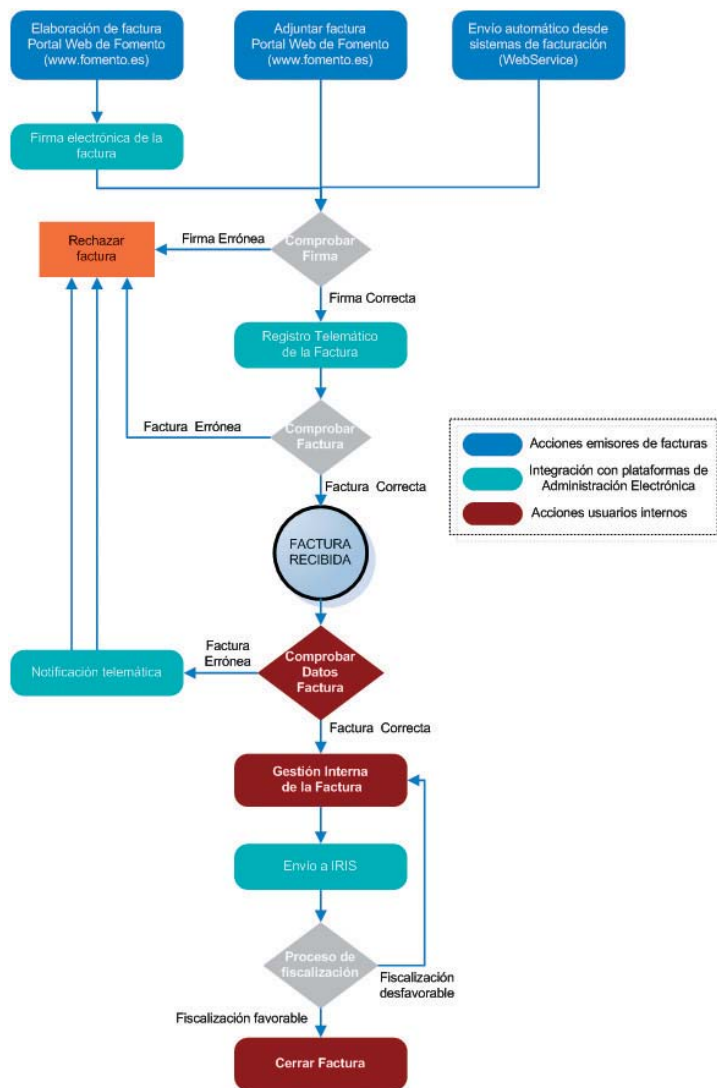 Elaboración de factura
Portal Web de Fomento
(www.fomento.es)
Adjuntar factura
Portal Web de Fomento
(www.fomento.es)
Envío automático desde
sistemas de facturación
(WebService)
Firma electrónica de la
factura
Rechazar
factura
Firma Errónea
Comprobar
Firma
Firma Correcta
Registro Telemático
de la Factura
Factura Errónea
Comprobar
Factura
Factura Correcta
Acciones emisores de facturas
Integración con plataformas de
Administración Electrónica
Acciones usuarios internos
FACTURA
RECIBIDA
Notificación telemática
Factura
Errónea
Comprobar
Datos
Factura
Factura Correcta
Gestión Interna
de la Factura
Envío a IRIS
Proceso de
fiscalización
Fiscalización
desfavorable
Fiscalización favorable
Cerrar Factura